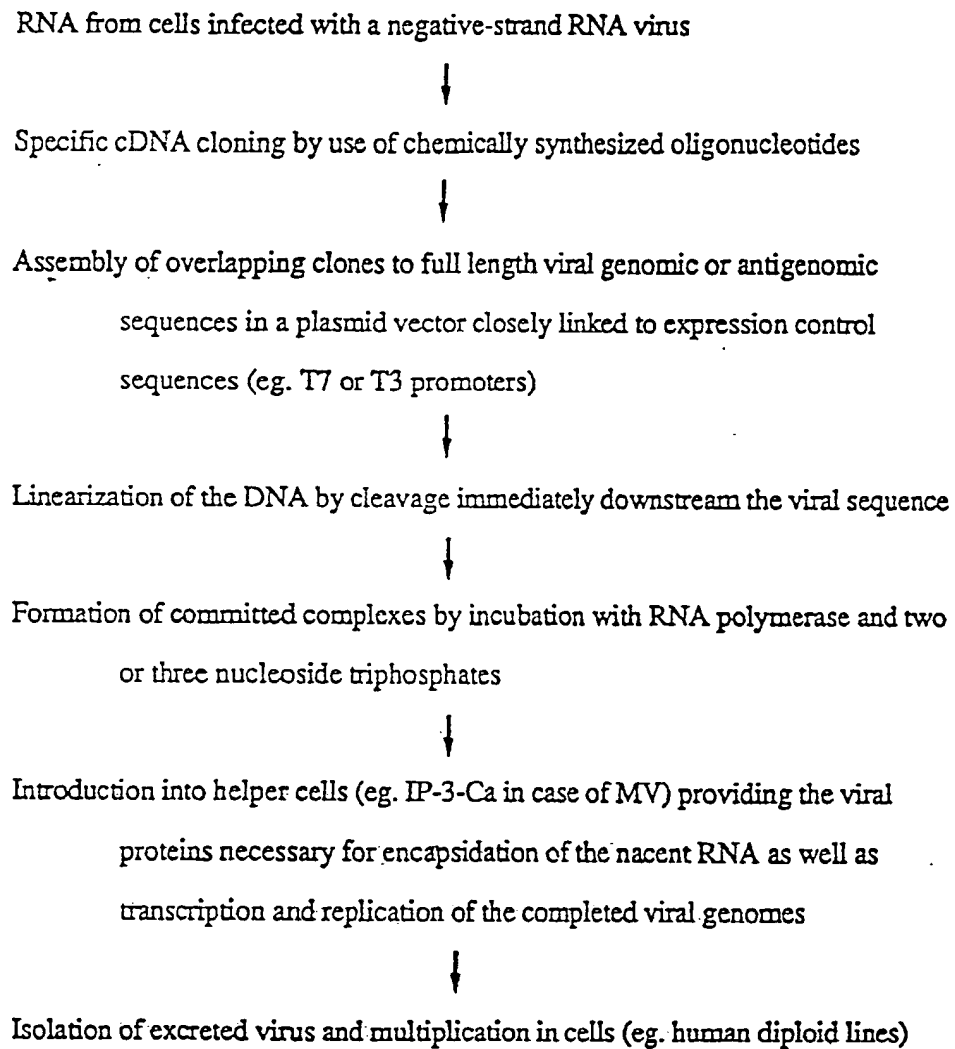 RNA from cells infected with a negative-strand RNA virus
Specific cDNA cloning by use of chemically synthesized oligonucleotides
Assembly of overlapping clones to full length viral genomic or antigenomic
sequences in a plasmid vector closely linked to expression control
sequences (eg. T7 or T3 promoters)
Linearization of the DNA by cleavage immediately downstream the viral sequence
Formation of committed complexes by incubation with RNA polymerase and two
or three nucleoside triphosphates
Introduction into helper cells (eg. IP-3-Ca in case of MV) providing the viral
proteins necessary for encapsidation of the nacent RNA as well as
transcription and replication of the completed viral genomes
Isolation of excreted virus and multiplication in cells (eg. human diploid lines)